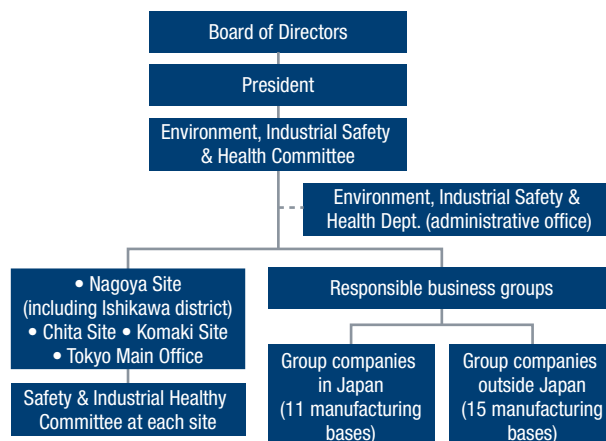 Board of Directors
President
Environment, Industrial Safety
& Health Committee
Environment, Industrial Safety &
Health Dept. (administrative office)
• Nagoya Site
(including Ishikawa district)
• Chita Site • Komaki Site
• Tokyo Main Office
Safety & Industrial Healthy
Committee at each site
Responsible business groups
Group companies
in Japan
(11 manufacturing
bases)
Group companies
outside Japan
(15 manufacturing
bases)